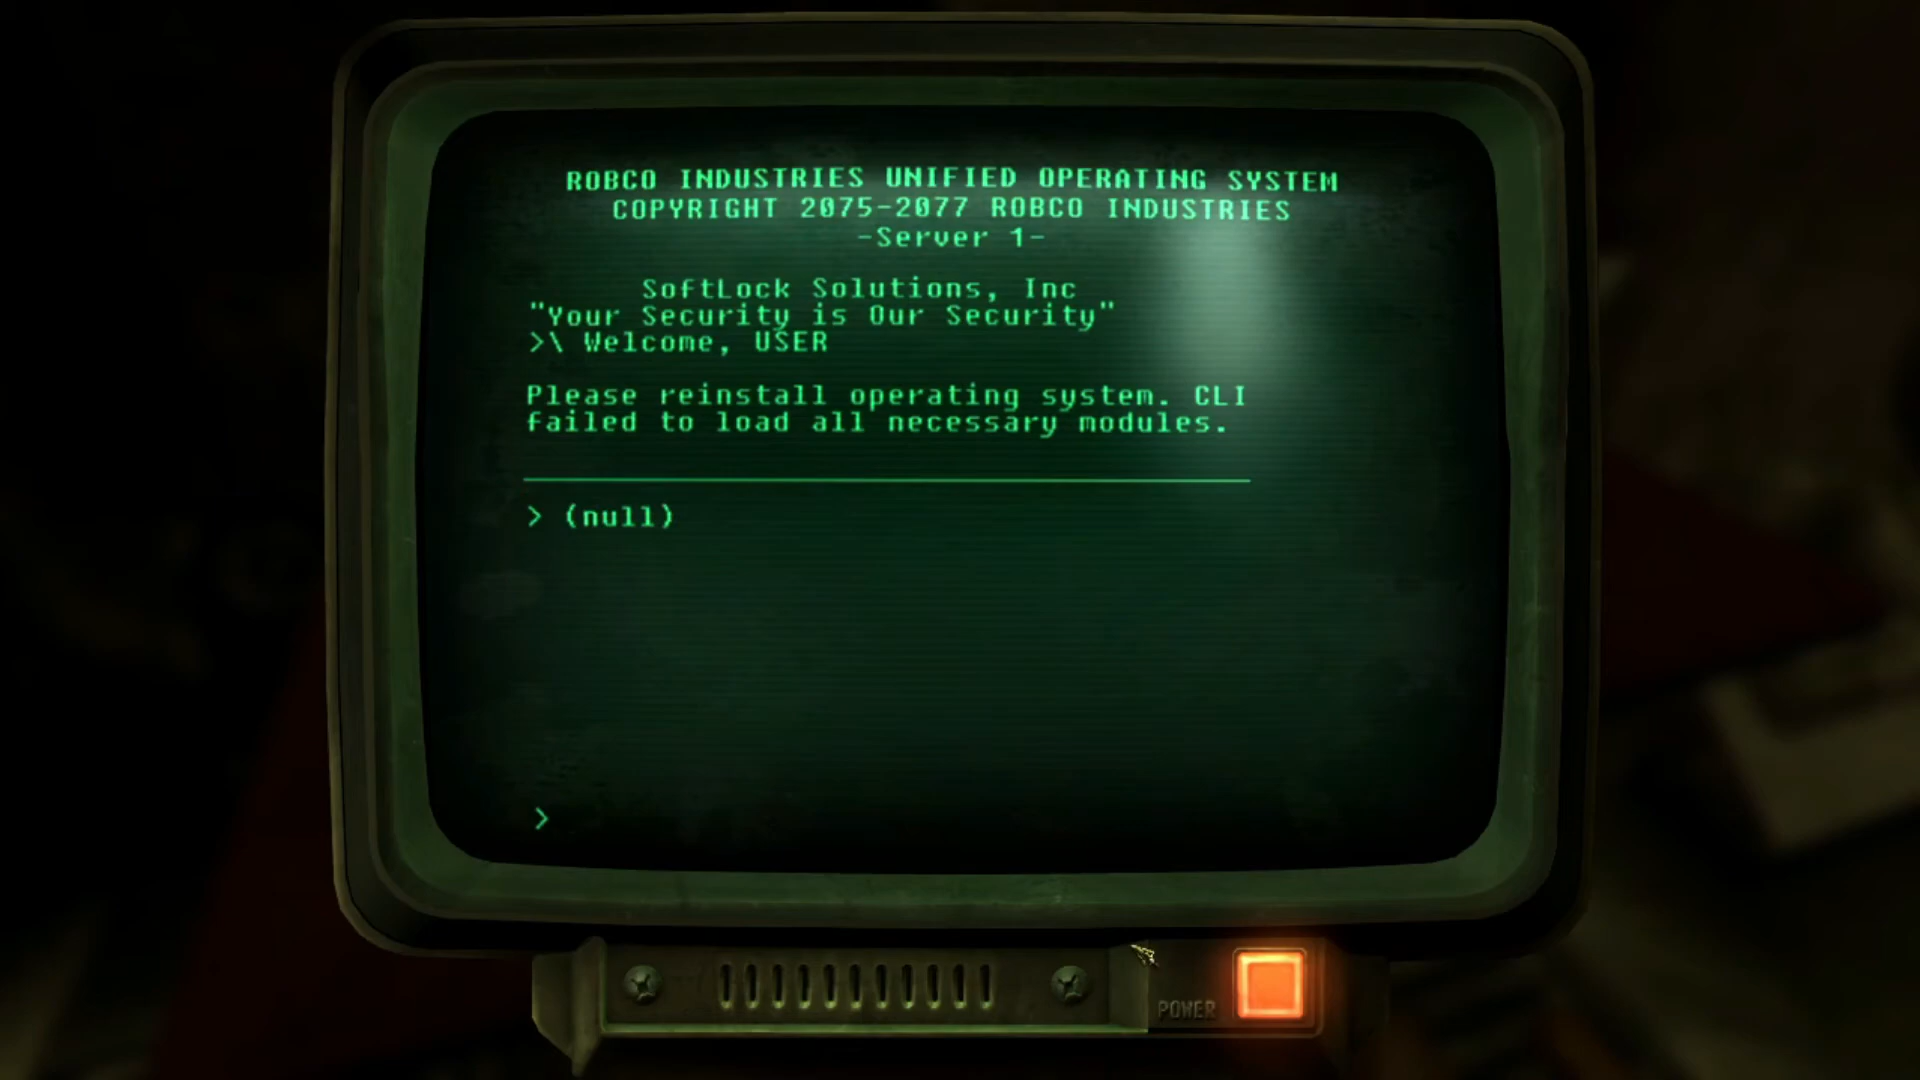 ROBCO INDUSTRIES UNIFIED OPERATING SYSTEM
COPYRIGHT 2075-2077 ROBCO INDUSTRIES
-Server 1-
SoftLock Solutions, Inc
"Your Security is Our Security"
>\ Welcome, USER
Please reinstall operating system. CLI
failed to load all necessary modules.
> (null)
>
POWER